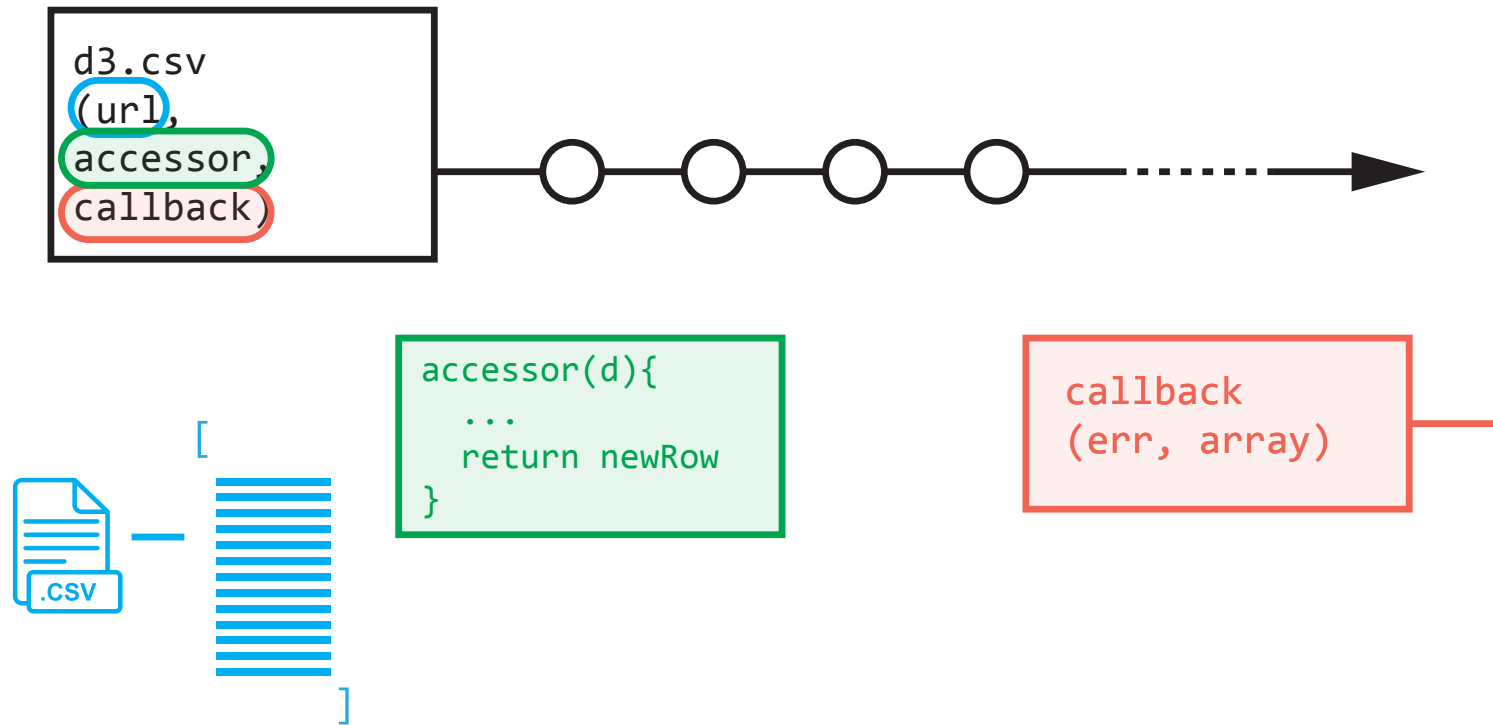 d3.csv
(url,
accessor,
callback)
accessor(d){
...
return newRow
}
callback
(err, array)
[
.CSV
]